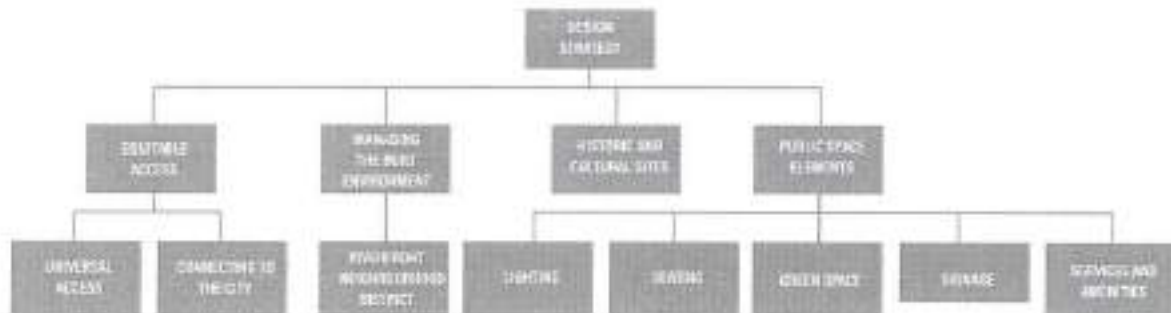 DESIGN
STRATEGY
EQUITABLE
ACCESS
MANAGING
THE BUILT
ENVIRONMENT
HISTORIC AND
CULTURAL SITES
PUBLIC SPACE
ELEMENTS
UNIVERSAL
ACCESS
CONNECTING TO
THE CITY
RIVERFRONT
NEIGHBORHOOD
DISTRICT
LIGHTING
GREEN SPACE
SIGNAGE
SERVICES AND
AMENITIES